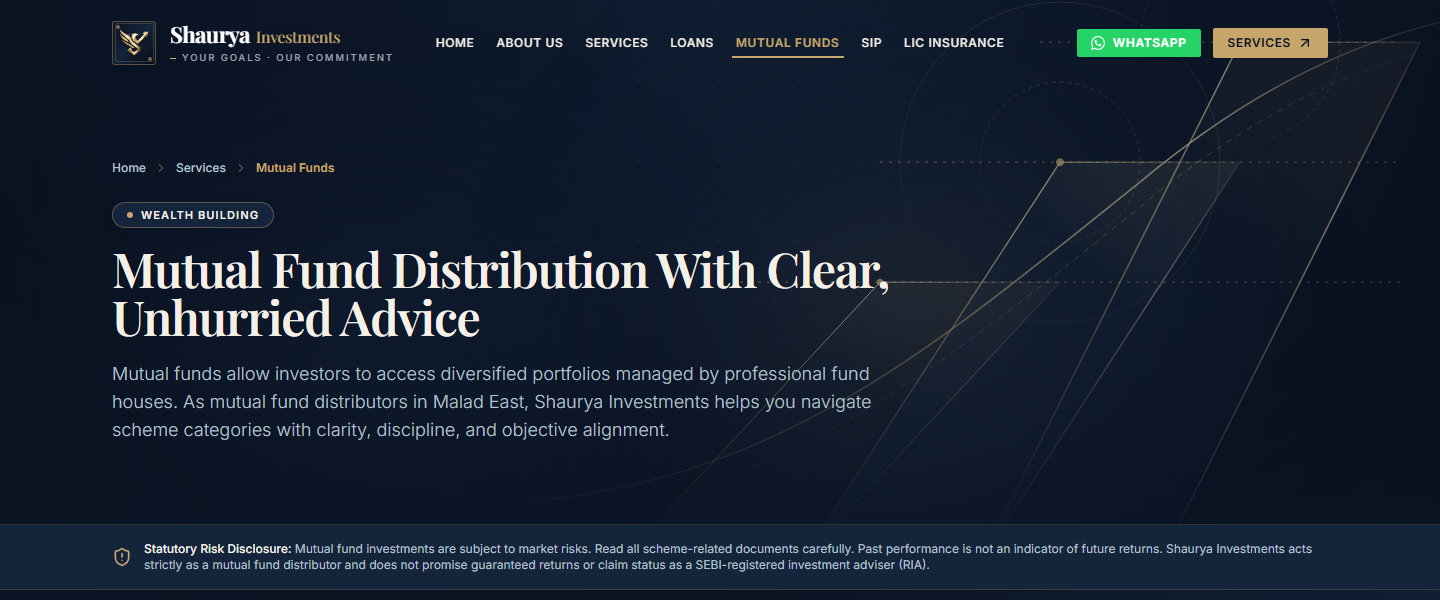 Shaurya Investments
– YOUR GOALS · OUR COMMITMENT
HOME ABOUT US SERVICES LOANS MUTUAL FUNDS SIP LIC INSURANCE
WHATSAPP
SERVICES
Home > Services > Mutual Funds
WEALTH BUILDING
Mutual Fund Distribution With Clear,
Unhurried Advice
Mutual funds allow investors to access diversified portfolios managed by professional fund
houses. As mutual fund distributors in Malad East, Shaurya Investments helps you navigate
scheme categories with clarity, discipline, and objective alignment.
Statutory Risk Disclosure: Mutual fund investments are subject to market risks. Read all scheme-related documents carefully. Past performance is not an indicator of future returns. Shaurya Investments acts
strictly as a mutual fund distributor and does not promise guaranteed returns or claim status as a SEBI-registered investment adviser (RIA).